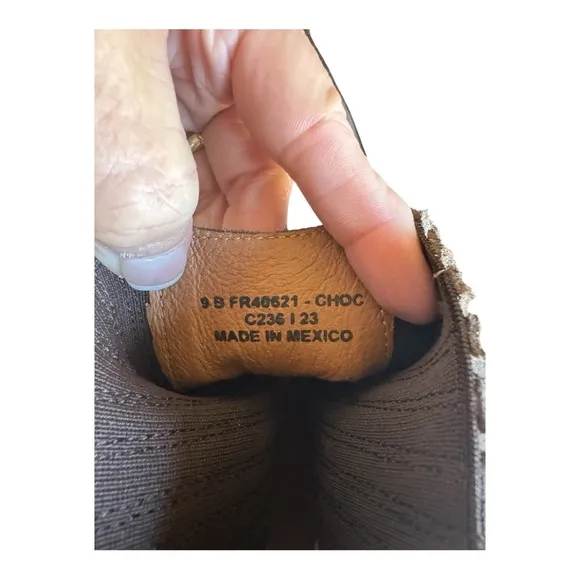 9 B FR40621 - CHOC
C236 I 23
MADE IN MEXICO